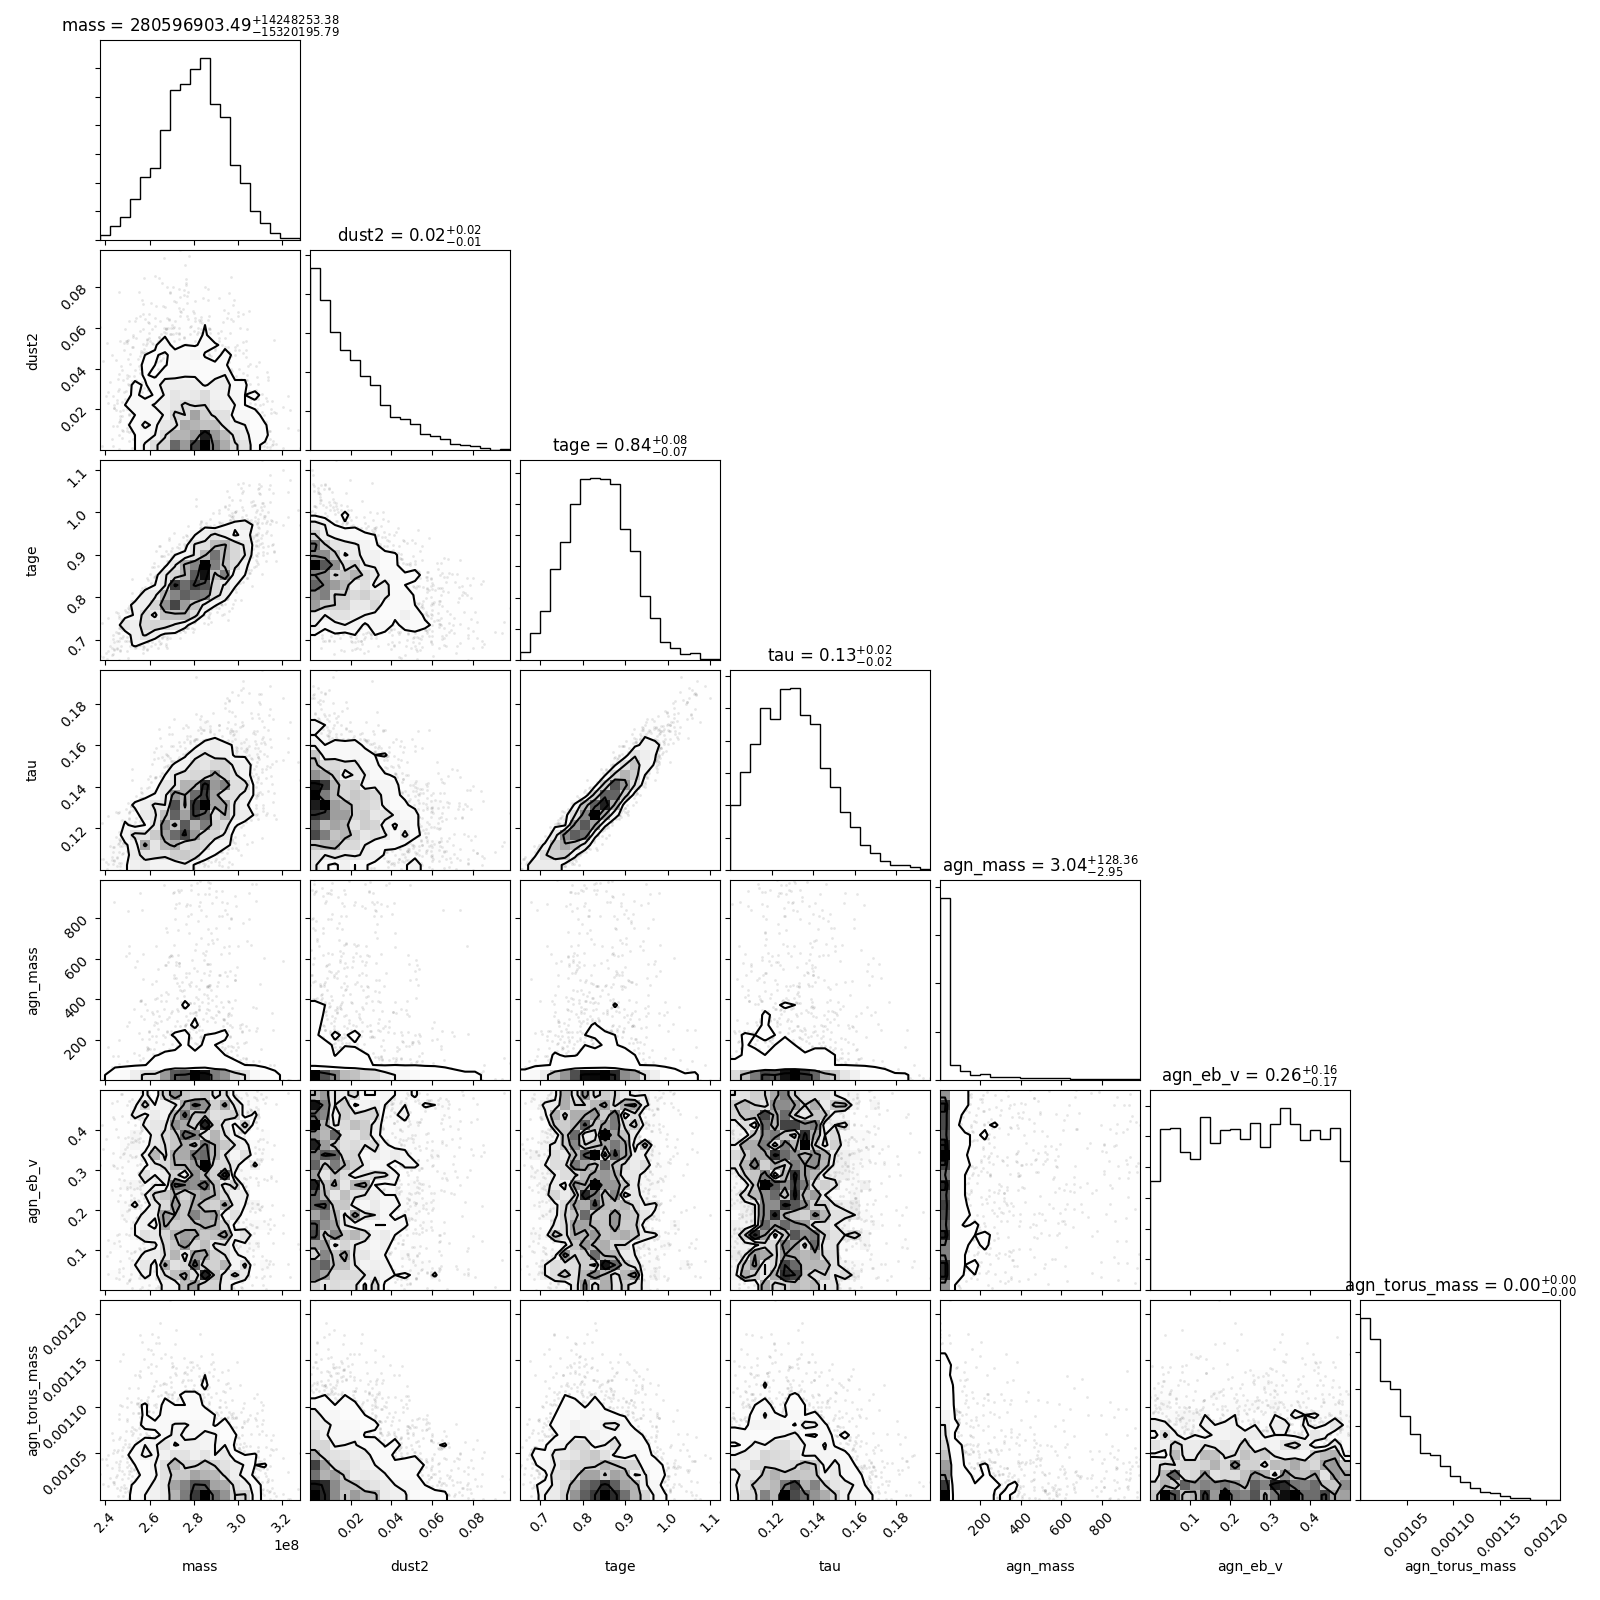 mass = 280596903.49+14248253.38 −15320195.79
dust2 = 0.02+0.02 −0.01
0.08
0.06
0.04
0.02
dust2
tage = 0.84+0.08 −0.07
1.1
1.0
0.9
0.8
0.7
tage
tau = 0.13+0.02 −0.02
0.18
0.16
0.14
0.12
tau
agn_mass = 3.04+128.36 −2.95
800
600
400
200
agn_mass
agn_eb_v = 0.26+0.16 −0.17
0.4
0.3
0.2
0.1
agn_eb_v
agn_torus_mass = 0.00+0.00 −0.00
0.00120
0.00115
0.00110
0.00105
agn_torus_mass
2.4 2.6 2.8 3.0 3.2 0.02 0.04 0.06 0.08 0.7 0.8 0.9 1.0 1.1 0.12 0.14 0.16 0.18 200 400 600 800 0.1 0.2 0.3 0.4 0.00105 0.00110 0.00115 0.00120
1e8
mass dust2 tage tau agn_mass agn_eb_v agn_torus_mass